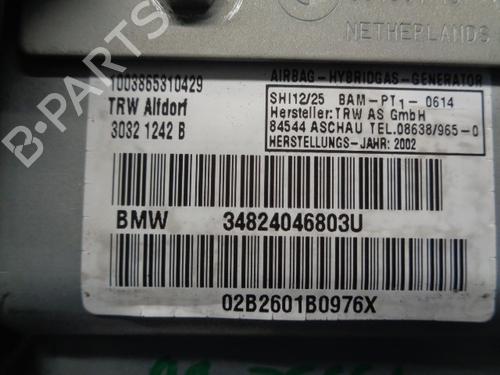 NETHERLANDS
1003865310429
TRW Alfdorf
3032 1242 B
AIRBAG-HYBRIDGAS-GENERATOR
SHI12/25 BAM-PT1-0614
Hersteller:TRW AS GmbH
84544 ASCHAU TEL.08638/965-0
HERSTELLUNGS-JAHR: 2002
BMW 34824046803U
02B2601B0976X
B-PARTS